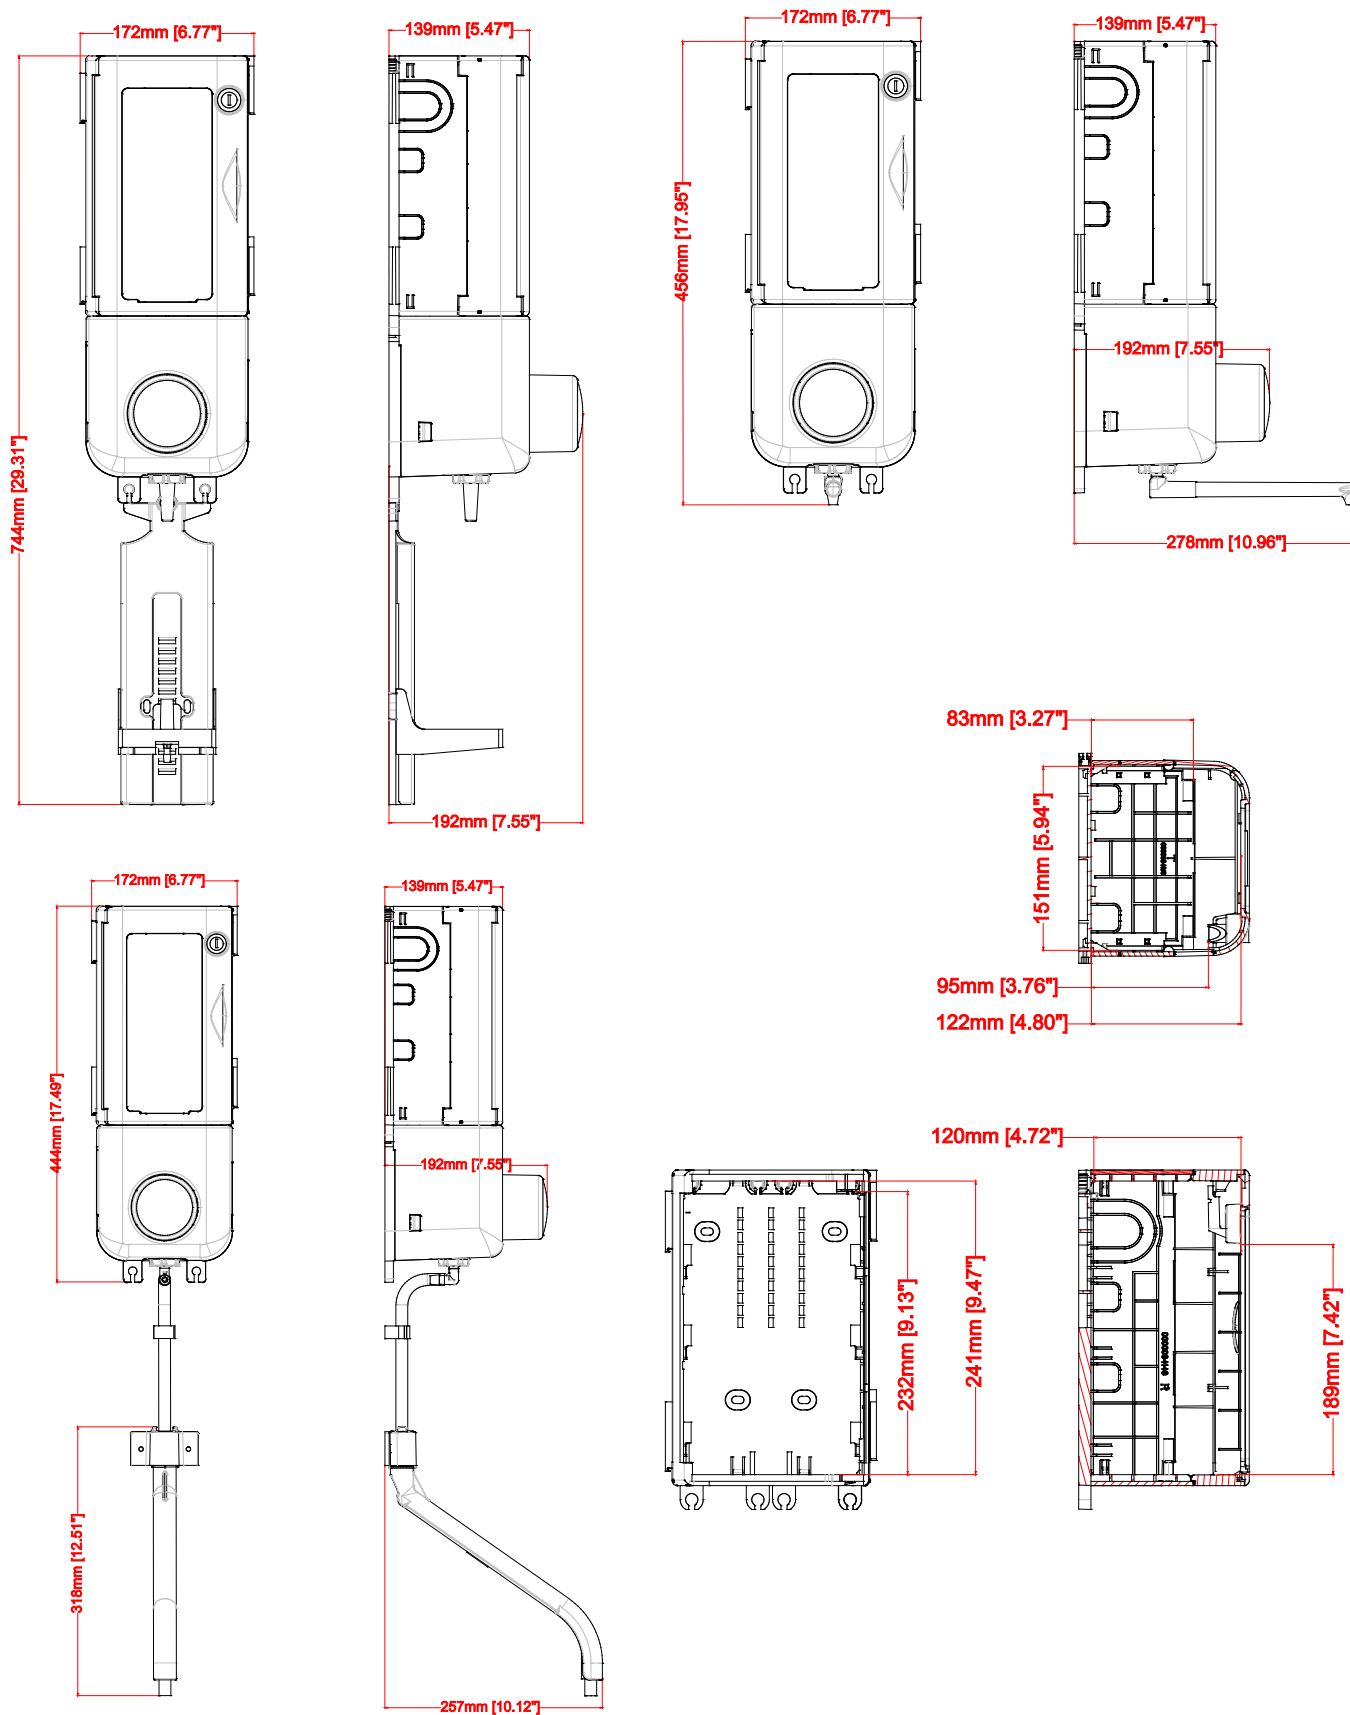 172mm [6.77"]
139mm [5.47"]
172mm [6.77"]
139mm [5.47"]
744mm [29.31"]
456mm [17.95"]
192mm [7.55"]
278mm [10.96"]
192mm [7.55"]
83mm [3.27"]
151mm [5.94"]
95mm [3.76"]
122mm [4.80"]
172mm [6.77"]
139mm [5.47"]
444mm [17.49"]
192mm [7.55"]
318mm [12.51"]
257mm [10.12"]
120mm [4.72"]
232mm [9.13"]
241mm [9.47"]
189mm [7.42"]
R